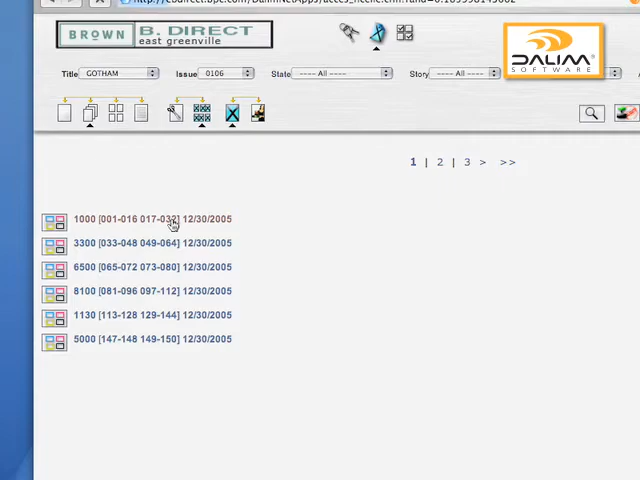 BROWN B. DIRECT
east greenville
DALIM
SOFTWARE
Title GOTHAM Issue 0106 State ---- All ---- Story ---- All ----
1 | 2 | 3 > >>
1000 [001-016 017-032] 12/30/2005
3300 [033-048 049-064] 12/30/2005
6500 [065-072 073-080] 12/30/2005
8100 [081-096 097-112] 12/30/2005
1130 [113-128 129-144] 12/30/2005
5000 [147-148 149-150] 12/30/2005